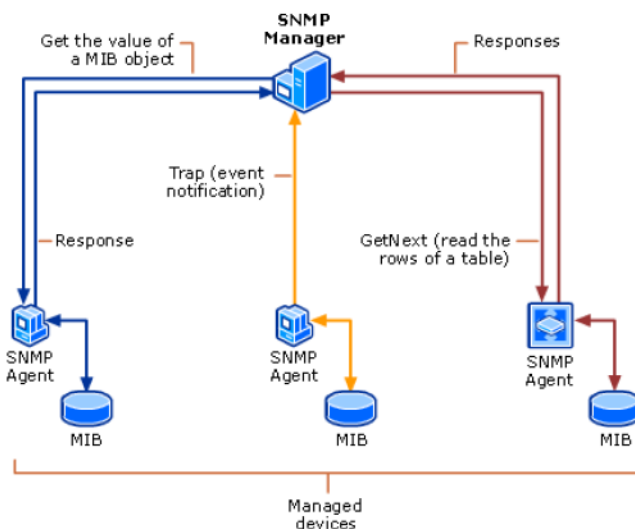 SNMP
Manager
Get the value of
a MIB object
Responses
Trap (event
notification)
Response
GetNext (read the
rows of a table)
SNMP
Agent
SNMP
Agent
SNMP
Agent
MIB
MIB
MIB
Managed
devices